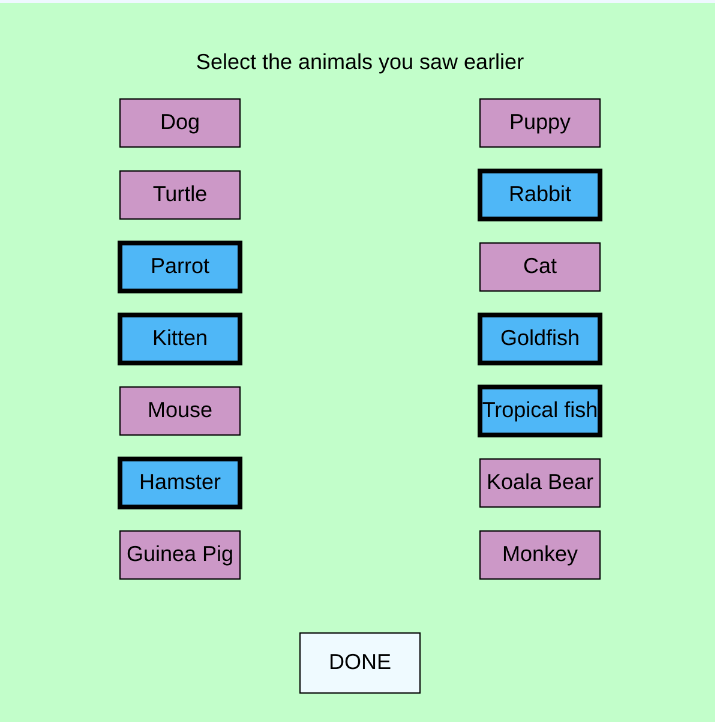 Select the animals you saw earlier
Dog
Puppy
Turtle
Rabbit
Parrot
Cat
Kitten
Goldfish
Mouse
Tropical fish
Hamster
Koala Bear
Guinea Pig
Monkey
DONE